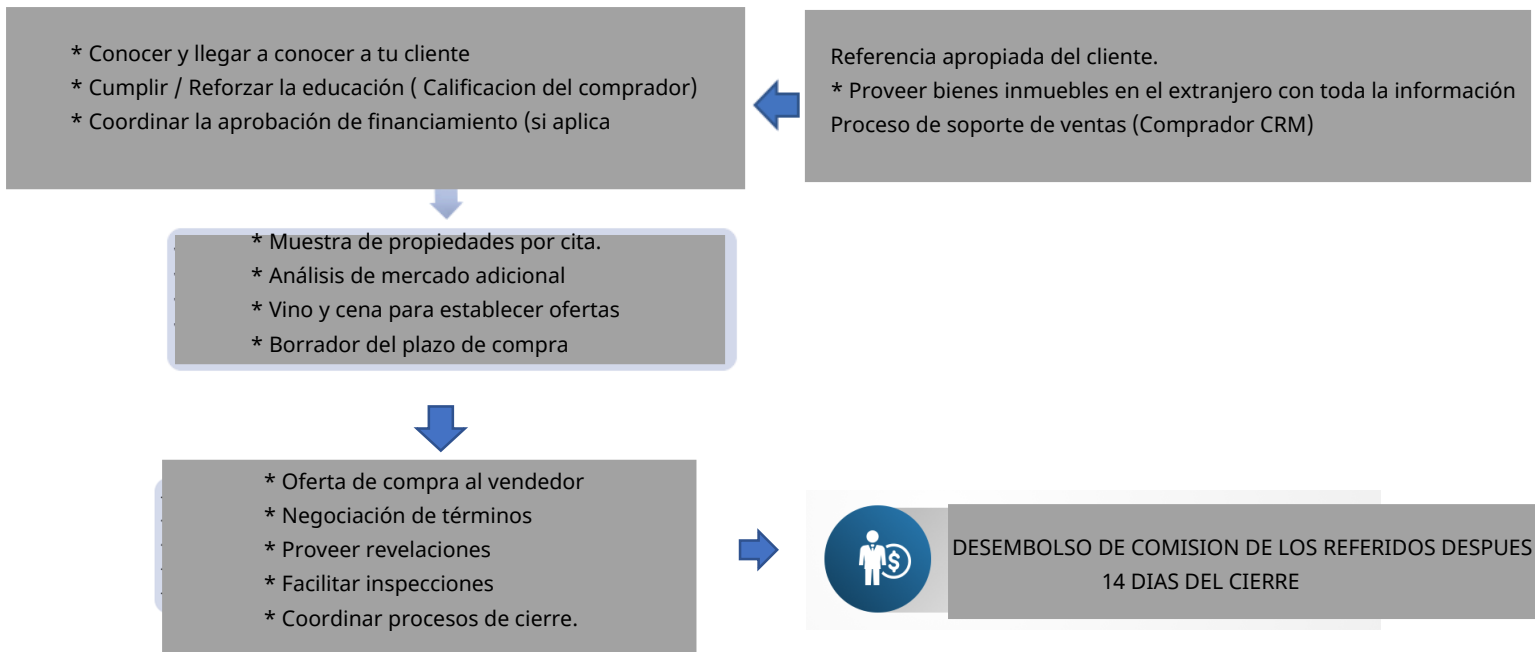 * Conocer y llegar a conocer a tu cliente
* Cumplir / Reforzar la educación ( Calificacion del comprador)
* Coordinar la aprobación de financiamiento (si aplica
Referencia apropiada del cliente.
* Proveer bienes inmuebles en el extranjero con toda la información
Proceso de soporte de ventas (Comprador CRM)
* Muestra de propiedades por cita.
* Análisis de mercado adicional
* Vino y cena para establecer ofertas
* Borrador del plazo de compra
* Oferta de compra al vendedor
* Negociación de términos
* Proveer revelaciones
* Facilitar inspecciones
* Coordinar procesos de cierre.
DESEMBOLSO DE COMISION DE LOS REFERIDOS DESPUES
14 DIAS DEL CIERRE